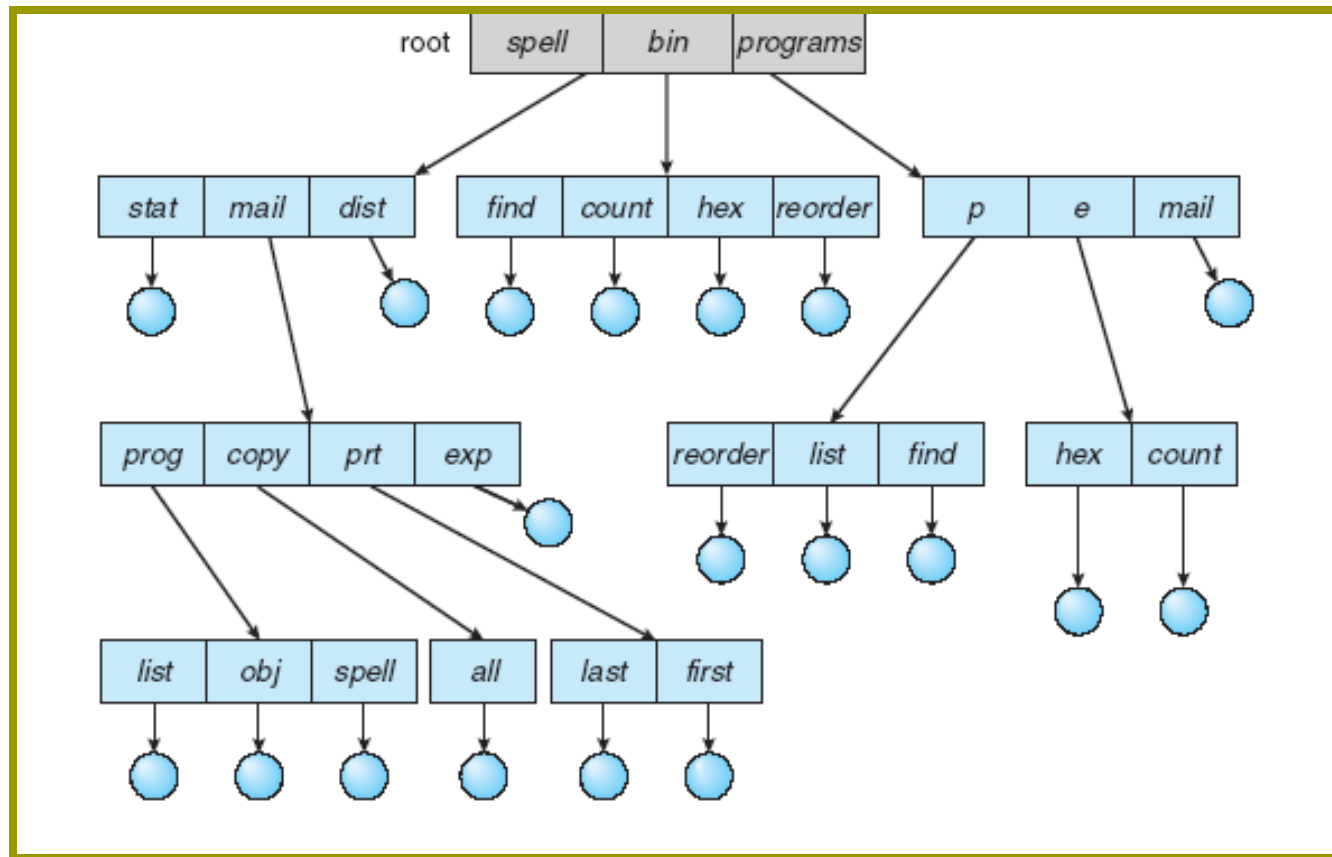 root spell bin programs
stat mail dist find count hex reorder p e mail
prog copy prt exp reorder list find hex count
list obj spell all last first